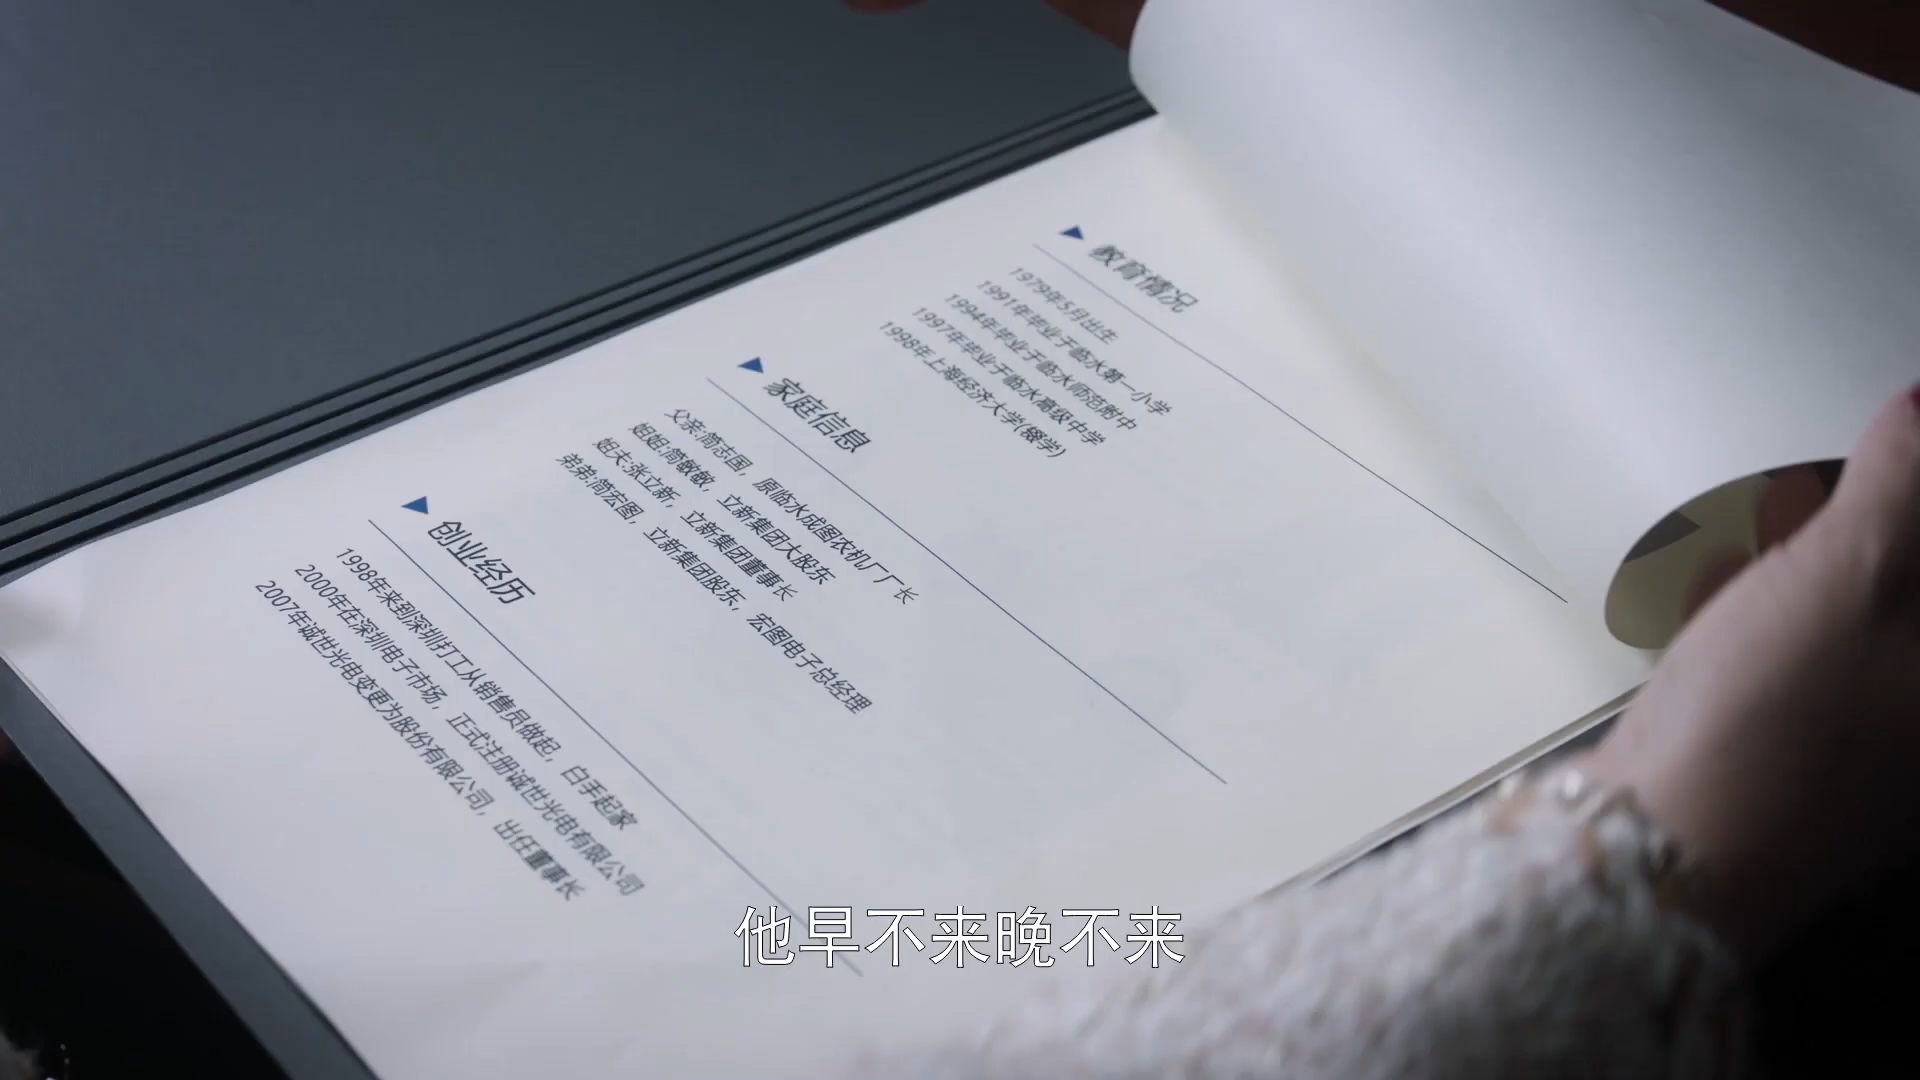 教育情况
1979年5月出生
1991年毕业于临水第一小学
1994年毕业于临水师范附中
1997年毕业于临水高级中学
1998年上海经济大学(辍学)
家庭信息
父亲:简志国，原临水成图农机厂厂长
姐姐:简敏敏，立新集团大股东
姐夫:张立新，立新集团董事长
弟弟:简宏图，立新集团股东，宏图电子总经理
创业经历
1998年来到深圳打工从销售员做起，白手起家
2000年在深圳电子市场，正式注册诚世光电有限公司
2007年诚世光电变更为股份有限公司，出任董事长
他早不来晚不来